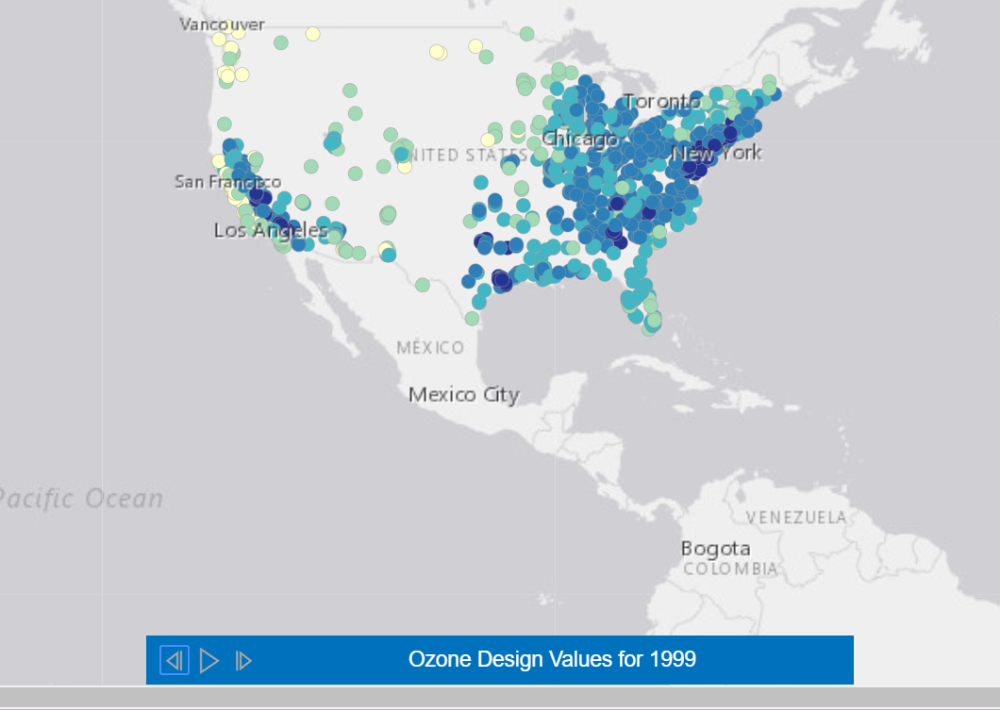 Vancouver
Toronto
Chicago
NITED STATES
New York
San Francisco
Los Angeles
MÉXICO
Mexico City
Pacific Ocean
VENEZUELA
Bogota
COLOMBIA
Ozone Design Values for 1999